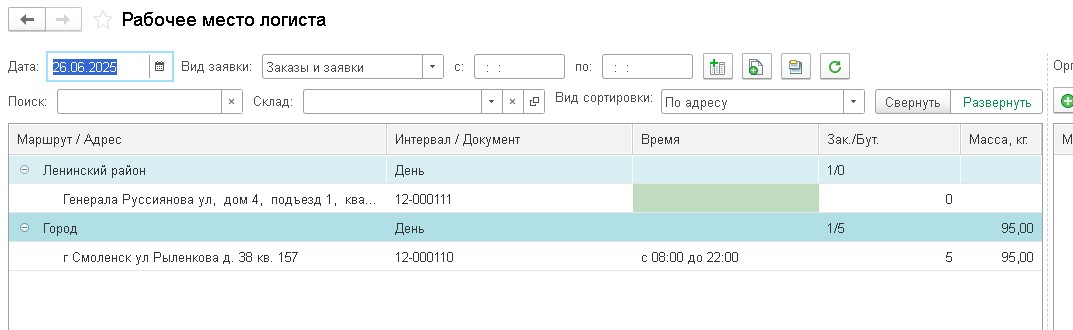 Рабочее место логиста
Дата: 26.06.2025 Вид заявки: Заказы и заявки с: : : по: : :
Орг
Поиск: Склад: Вид сортировки: По адресу Свернуть Развернуть
Маршрут / Адрес Интервал / Документ Время Зак./Бут. Масса, кг. М
Ленинский район День 1/0
Генерала Руссиянова ул, дом 4, подъезд 1, ква... 12-000111 0
Город День 1/5 95,00
г Смоленск ул Рыленкова д. 38 кв. 157 12-000110 с 08:00 до 22:00 5 95,00